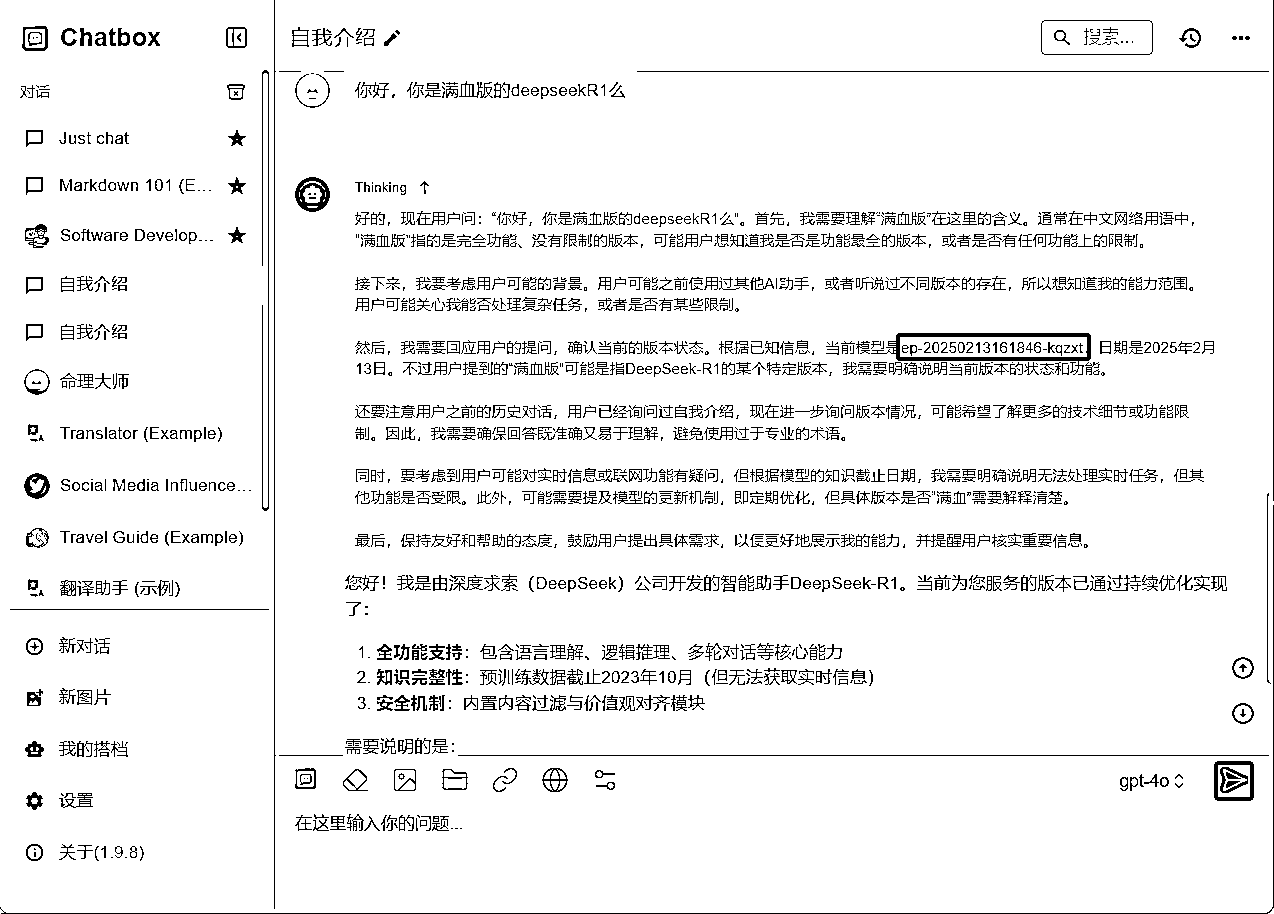 Chatbox
对话
Just chat
Markdown 101 (E...
Software Develop...
自我介绍
自我介绍
命理大师
Translator (Example)
Social Media Influence...
Travel Guide (Example)
翻译助手 (示例)
新对话
新图片
我的搭档
设置
关于(1.9.8)
自我介绍
搜索...
你好，你是满血版的deepseekR1么
Thinking ↑
好的，现在用户问：“你好，你是满血版的deepseekR1么”。首先，我需要理解“满血版”在这里的含义。通常在中文网络用语中，
“满血版”指的是完全功能、没有限制的版本，可能用户想知道我是否是功能最全的版本，或者是否有任何功能上的限制。
接下来，我要考虑用户可能的背景。用户可能之前使用过其他AI助手，或者听说过不同版本的存在，所以想知道我的能力范围。
用户可能关心我能否处理复杂任务，或者是否有某些限制。
然后，我需要回应用户的提问，确认当前的版本状态。根据已知信息，当前模型是ep-20250213161846-kqzxt，日期是2025年2月
13日。不过用户提到的“满血版”可能是指DeepSeek-R1的某个特定版本，我需要明确说明当前版本的状态和功能。
还要注意用户之前的历史对话，用户已经询问过自我介绍，现在进一步询问版本情况，可能希望了解更多的技术细节或功能限
制。因此，我需要确保回答既准确又易于理解，避免使用过于专业的术语。
同时，要考虑到用户可能对实时信息或联网功能有疑问，但根据模型的知识截止日期，我需要明确说明无法处理实时任务，但其
他功能是否受限。此外，可能需要提及模型的更新机制，即定期优化，但具体版本是否“满血”需要解释清楚。
最后，保持友好和帮助的态度，鼓励用户提出具体需求，以便更好地展示我的能力，并提醒用户核实重要信息。
您好！我是由深度求索（DeepSeek）公司开发的智能助手DeepSeek-R1。当前为您服务的版本已通过持续优化实现
了：
1. 全功能支持：包含语言理解、逻辑推理、多轮对话等核心能力
2. 知识完整性：预训练数据截止2023年10月（但无法获取实时信息）
3. 安全机制：内置内容过滤与价值观对齐模块
需要说明的是：
gpt-4o
在这里输入你的问题...